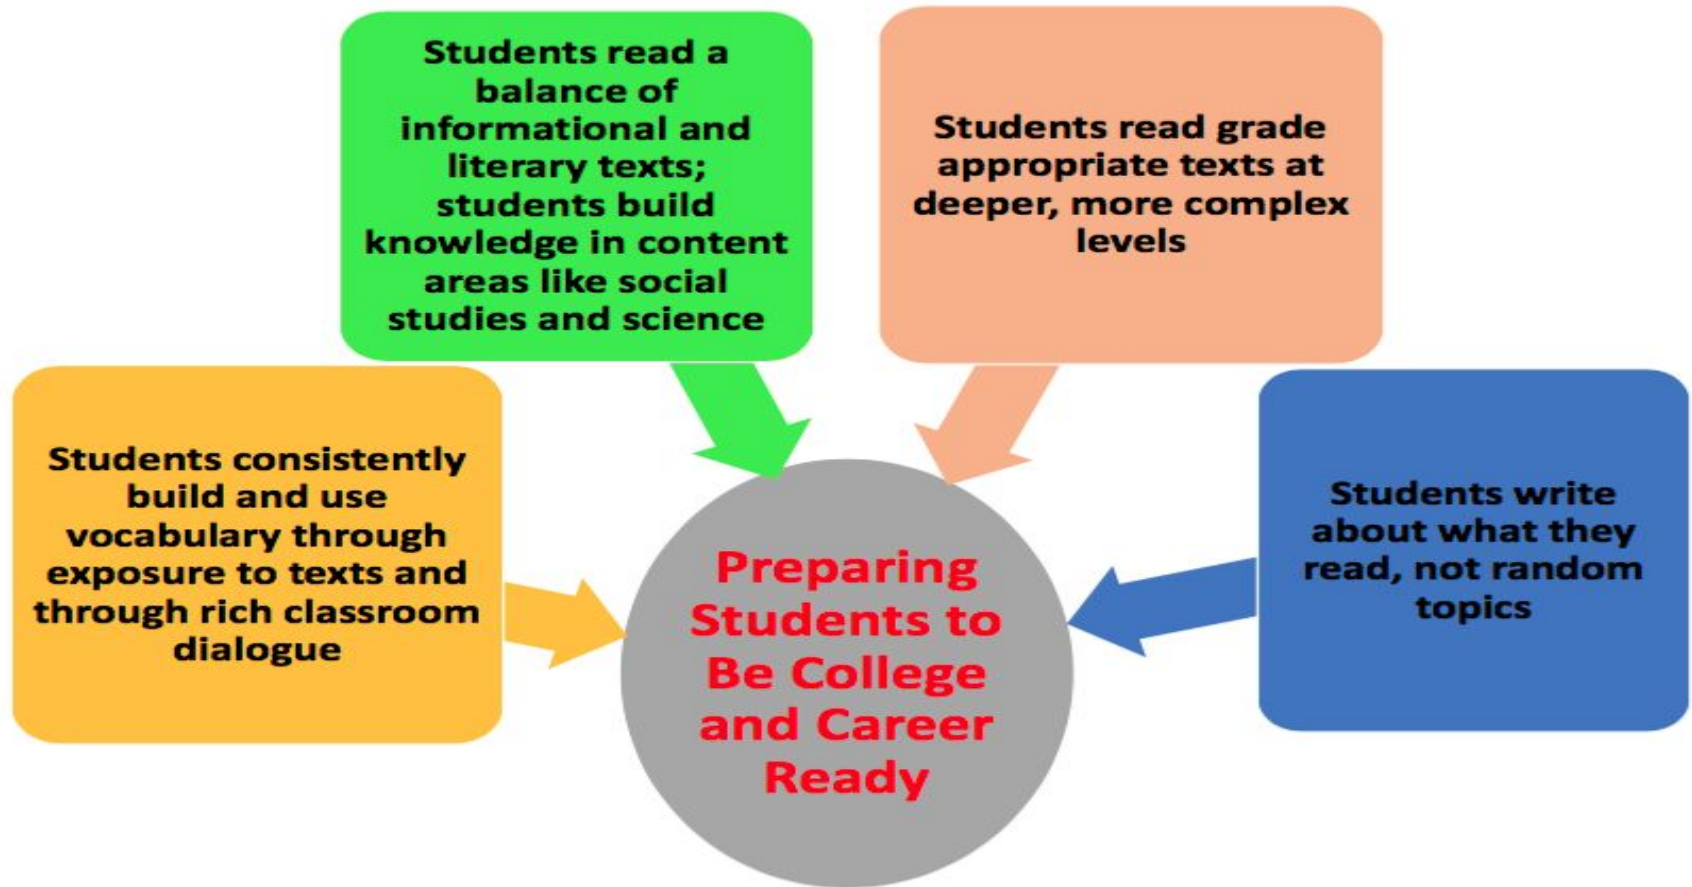 Students read a
balance of
informational and
literary texts;
students build
knowledge in content
areas like social
studies and science
Students read grade
appropriate texts at
deeper, more complex
levels
Students consistently
build and use
vocabulary through
exposure to texts and
through rich classroom
dialogue
Students write
about what they
read, not random
topics
Preparing
Students to
Be College
and Career
Ready